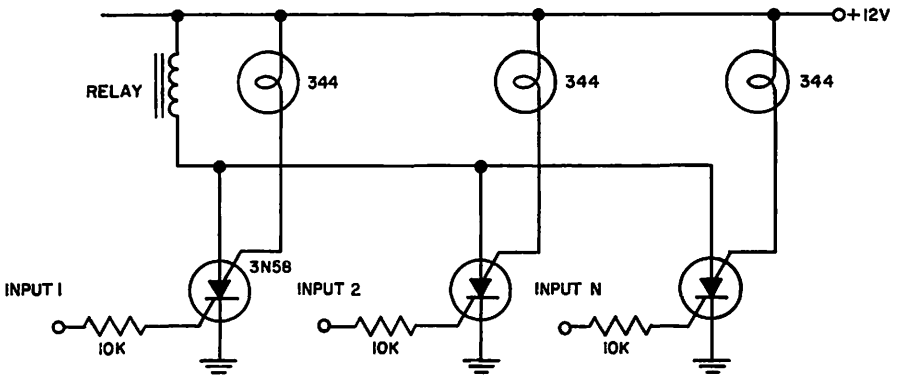 +12V
RELAY
344
344
344
3N58
INPUT 1
INPUT 2
INPUT N
10K
10K
10K